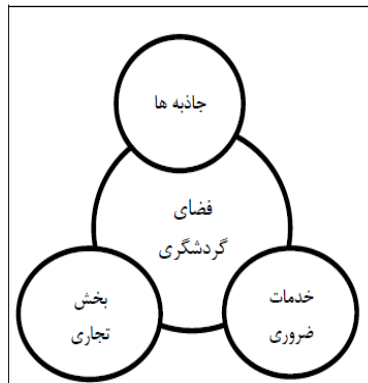 جاذبه ها
فضای
گردشگری
خدمات
ضروری
بخش
تجاری